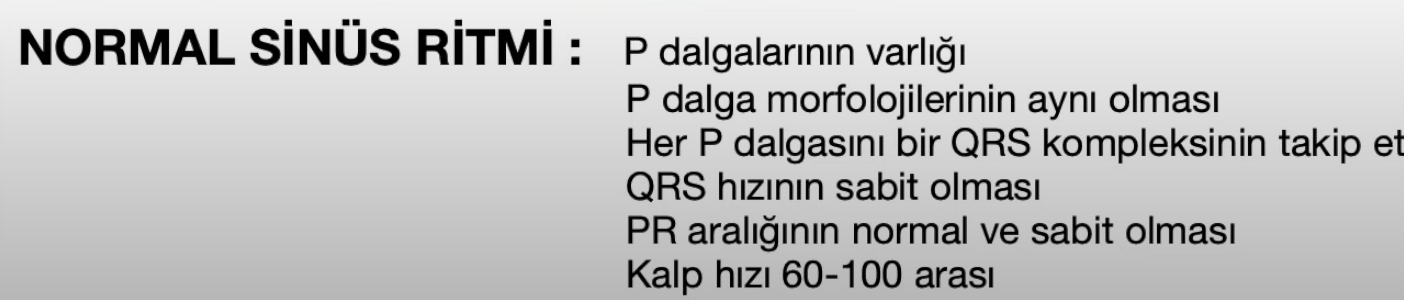 NORMAL SİNÜS RİTMİ : P dalgalarının varlığı
P dalga morfolojilerinin aynı olması
Her P dalgasını bir QRS kompleksinin takip et
QRS hızının sabit olması
PR aralığının normal ve sabit olması
Kalp hızı 60-100 arası